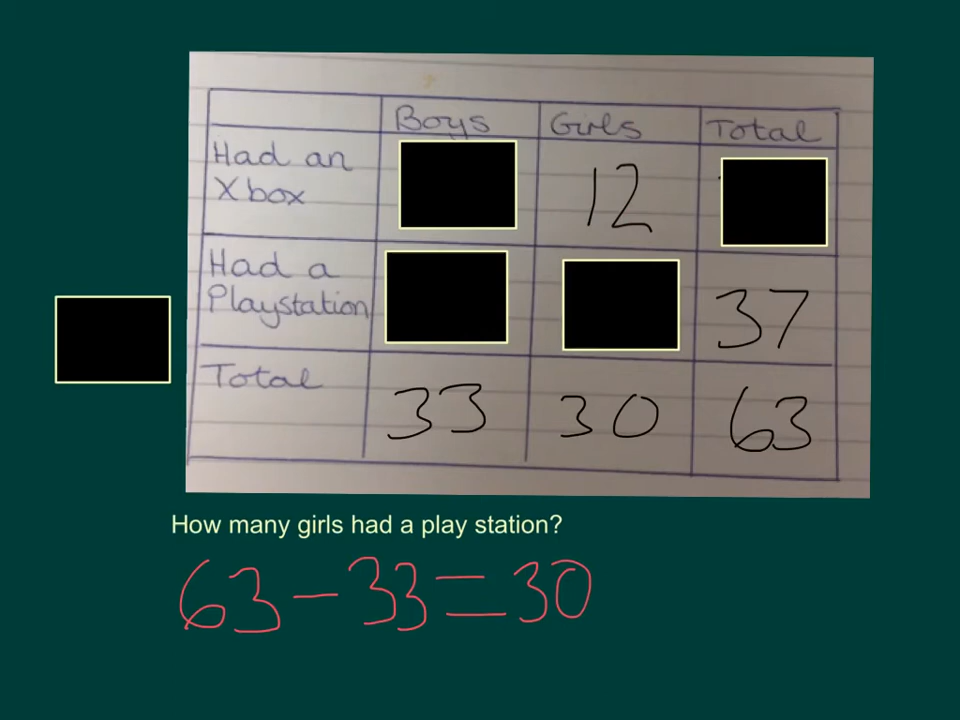 Boys Girls Total
Had an
Xbox
12
Had a
Playstation
37
Total
33 30 63
How many girls had a play station?
63-33=30